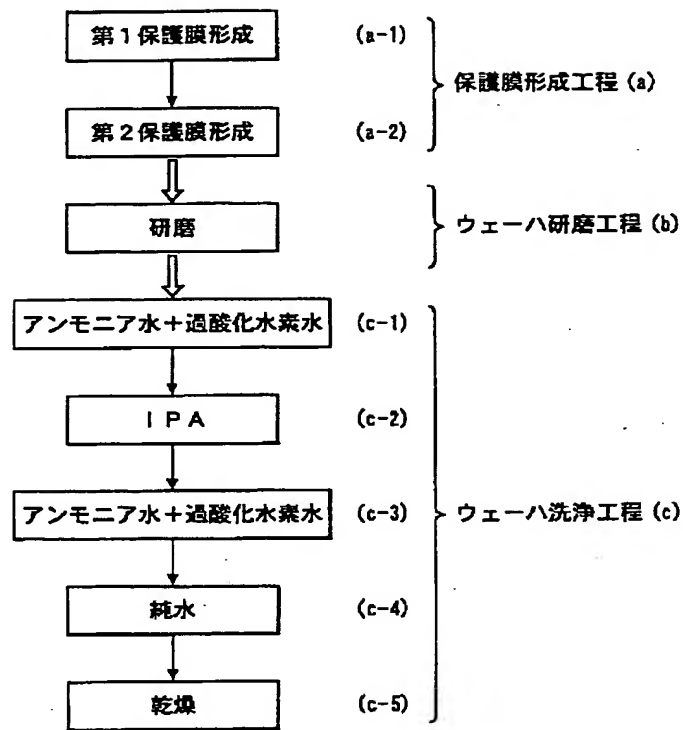 第1保護膜形成 (a-1)
保護膜形成工程 (a)
第2保護膜形成 (a-2)
研磨
ウェーハ研磨工程 (b)
アンモニア水+過酸化水素水 (c-1)
IPA (c-2)
アンモニア水+過酸化水素水 (c-3)
ウェーハ洗浄工程 (c)
純水 (c-4)
乾燥 (c-5)